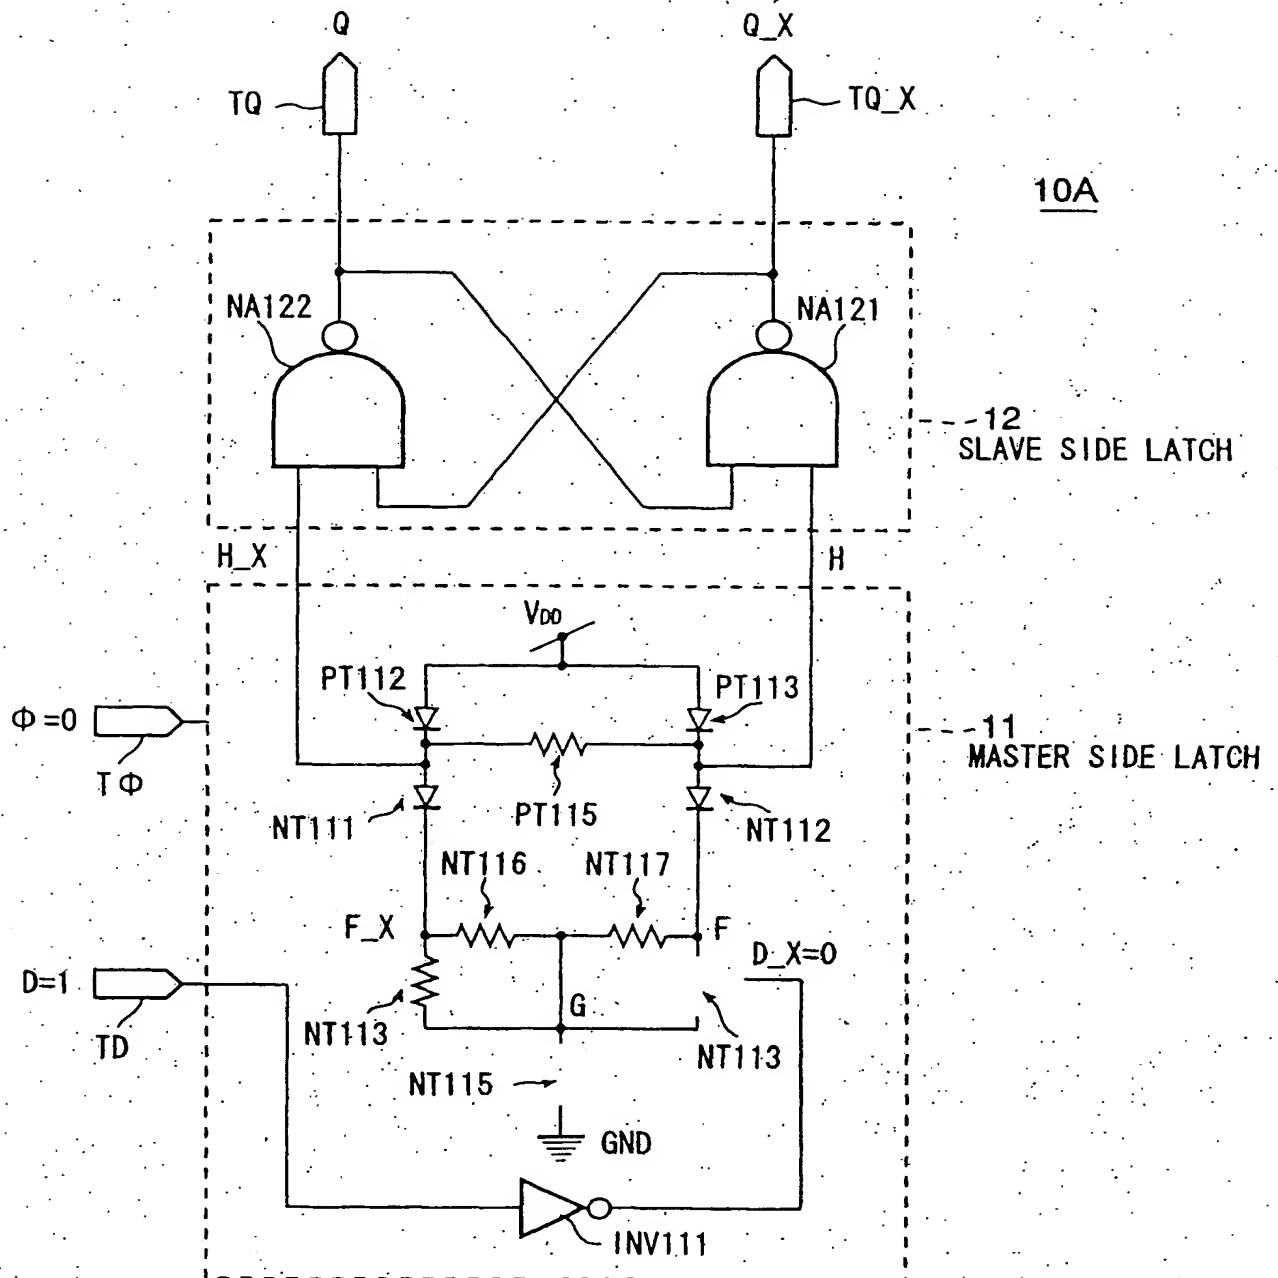 Q
Q_X
TQ
TQ_X
10A
NA122
NA121
12
SLAVE SIDE LATCH
H_X
H
VDD
PT112
PT113
Φ=0
11
MASTER SIDE LATCH
TΦ
NT111
PT115
NT112
NT116
NT117
F_X
F
D_X=0
D=1
G
TD
NT113
NT113
NT115
GND
INV111